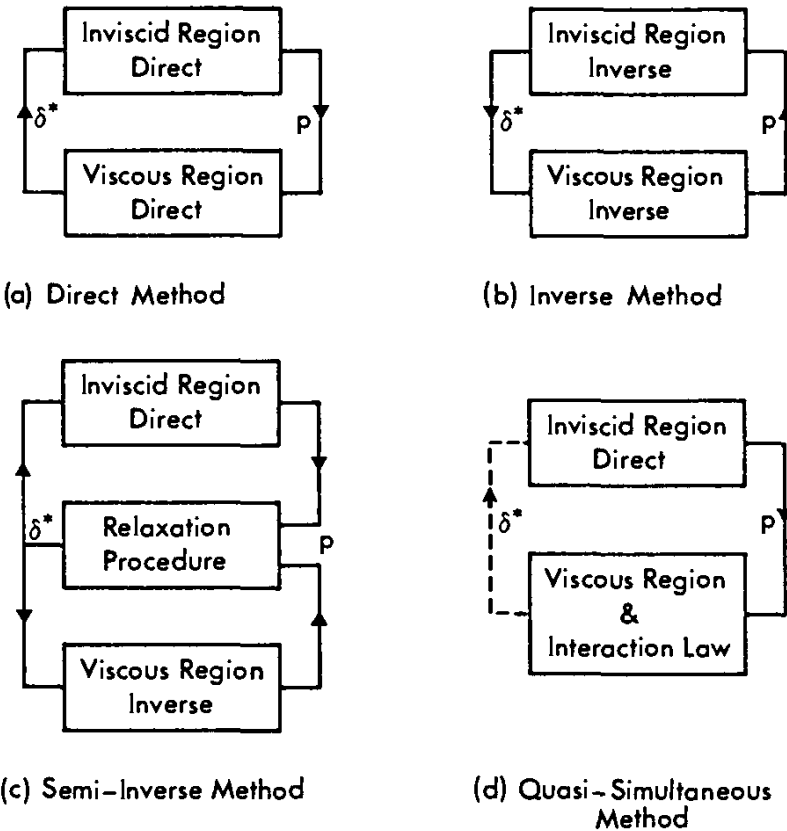 Inviscid Region
Direct
δ*
p
Viscous Region
Direct
(a) Direct Method
Inviscid Region
Inverse
δ*
p
Viscous Region
Inverse
(b) Inverse Method
Inviscid Region
Direct
δ*
Relaxation
Procedure
p
Viscous Region
Inverse
(c) Semi-Inverse Method
Inviscid Region
Direct
δ*
p
Viscous Region
&
Interaction Law
(d) Quasi-Simultaneous
Method